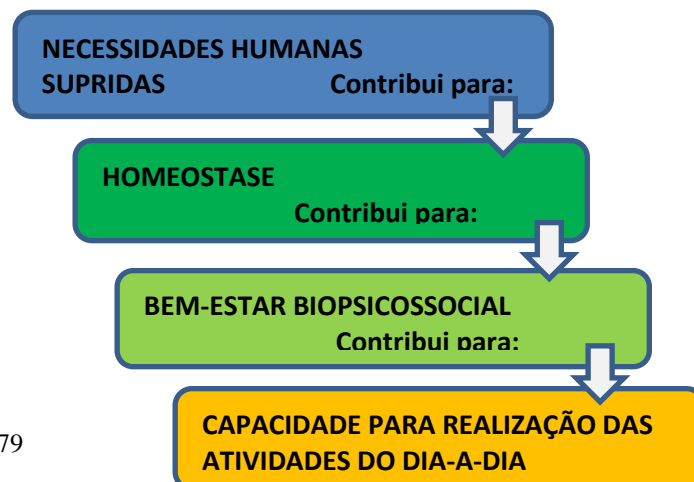 NECESSIDADES HUMANAS
SUPRIDAS Contribui para:
HOMEOSTASE
Contribui para:
BEM-ESTAR BIOPSICOSSOCIAL
Contribui para:
CAPACIDADE PARA REALIZAÇÃO DAS
ATIVIDADES DO DIA-A-DIA
79